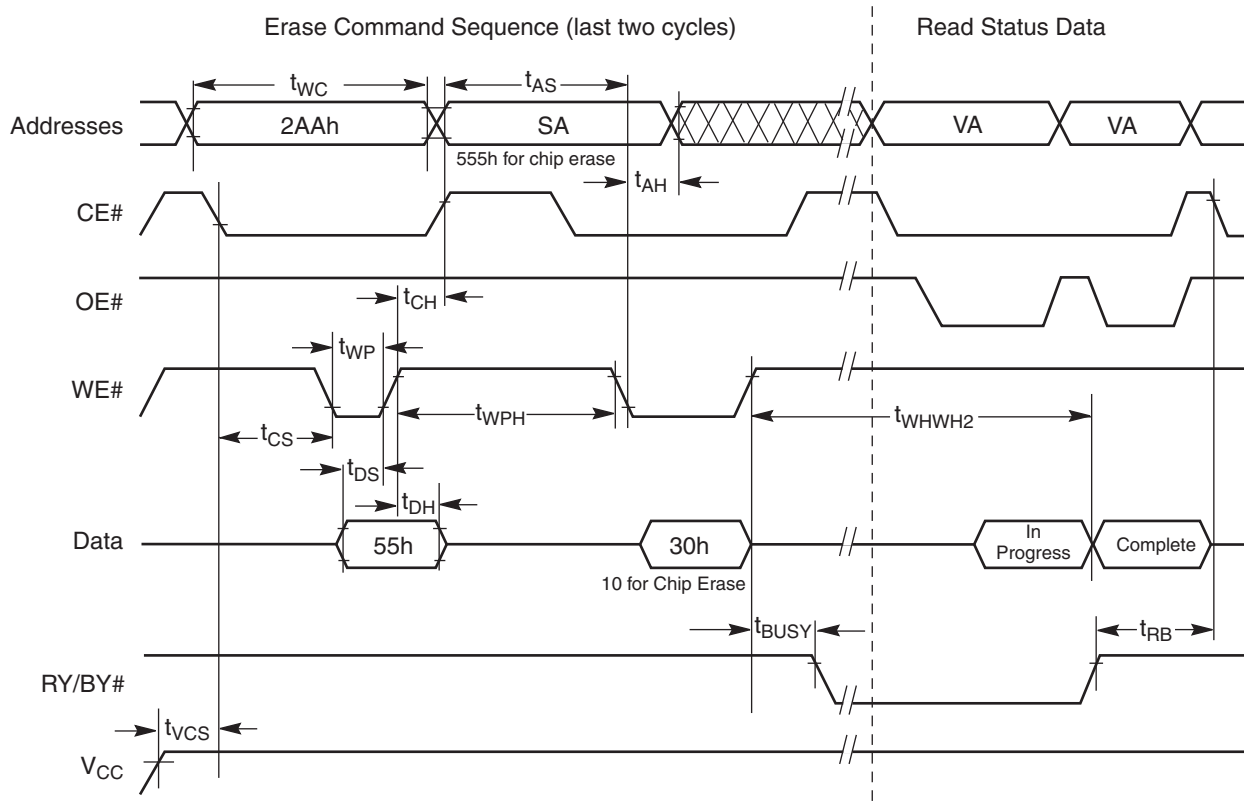 Erase Command Sequence (last two cycles)
Read Status Data
tWC
tAS
Addresses
2AAh
SA
VA
VA
555h for chip erase
tAH
CE#
OE#
tCH
tWP
WE#
tWPH
tWHWH2
tCS
tDS
tDH
Data
55h
30h
In
Progress
Complete
10 for Chip Erase
tBUSY
tRB
RY/BY#
tVCS
VCC